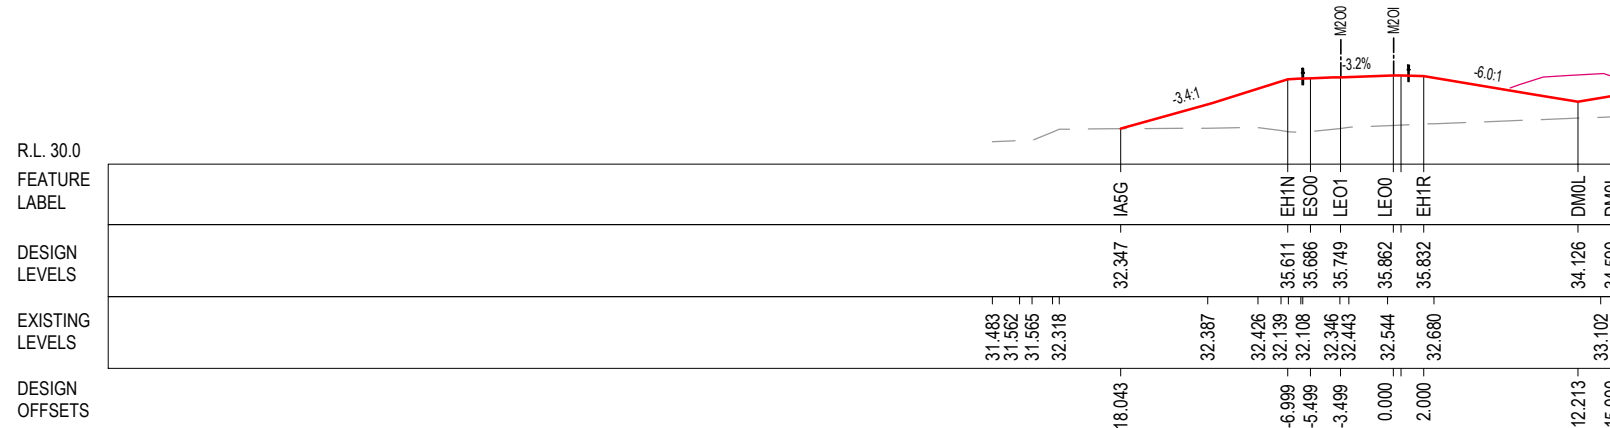 M2O0
M2OI
-3.4:1
-3.2%
-6.0:1
R.L. 30.0
FEATURE
LABEL
IA5G
EH1N
ESO0
LEO1
LEO0
EH1R
DM0L
DESIGN
LEVELS
32.347
35.611
35.686
35.749
35.862
35.832
34.126
EXISTING
LEVELS
31.483
31.562
31.565
32.318
32.387
32.426
32.139
32.108
32.346
32.443
32.544
32.680
33.102
DESIGN
OFFSETS
18.043
-6.999
-5.499
-3.499
0.000
2.000
12.213